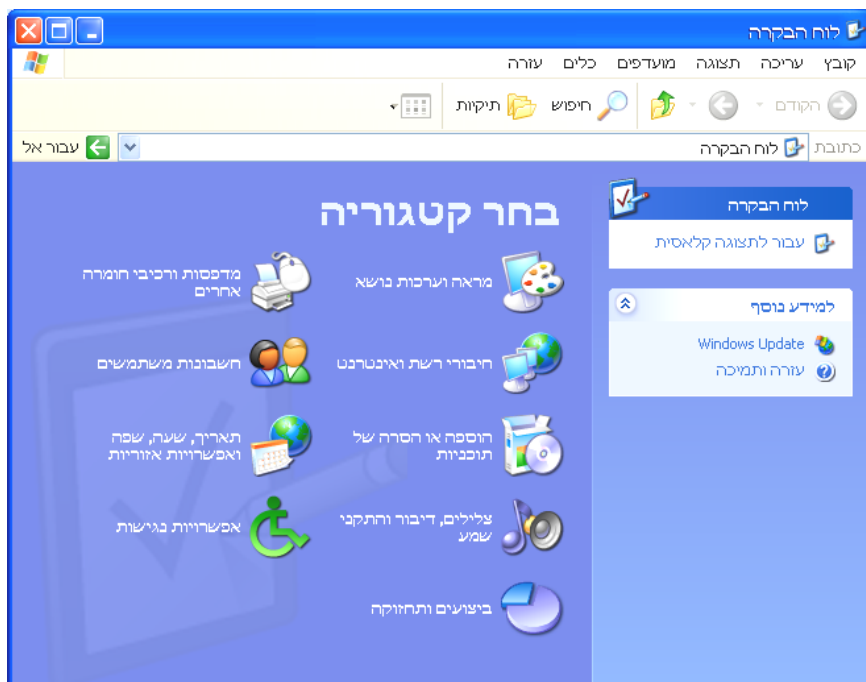 לוח הבקרה
קובץ עריכה תצוגה מועדפים כלים עזרה
הקודם חיפוש תיקיות
כתובת לוח הבקרה עבור אל
לוח הבקרה
עבור לתצוגה קלאסית
למידע נוסף
Windows Update
עזרה ותמיכה
בחר קטגוריה
מראה וערכות נושא
מדפסות ורכיבי חומרה
אחרים
חיבורי רשת ואינטרנט
חשבונות משתמשים
הוספה או הסרה של
תוכניות
תאריך, שעה, שפה
ואפשרויות אזוריות
צלילים, דיבור והתקני
שמע
אפשרויות נגישות
ביצועים ותחזוקה